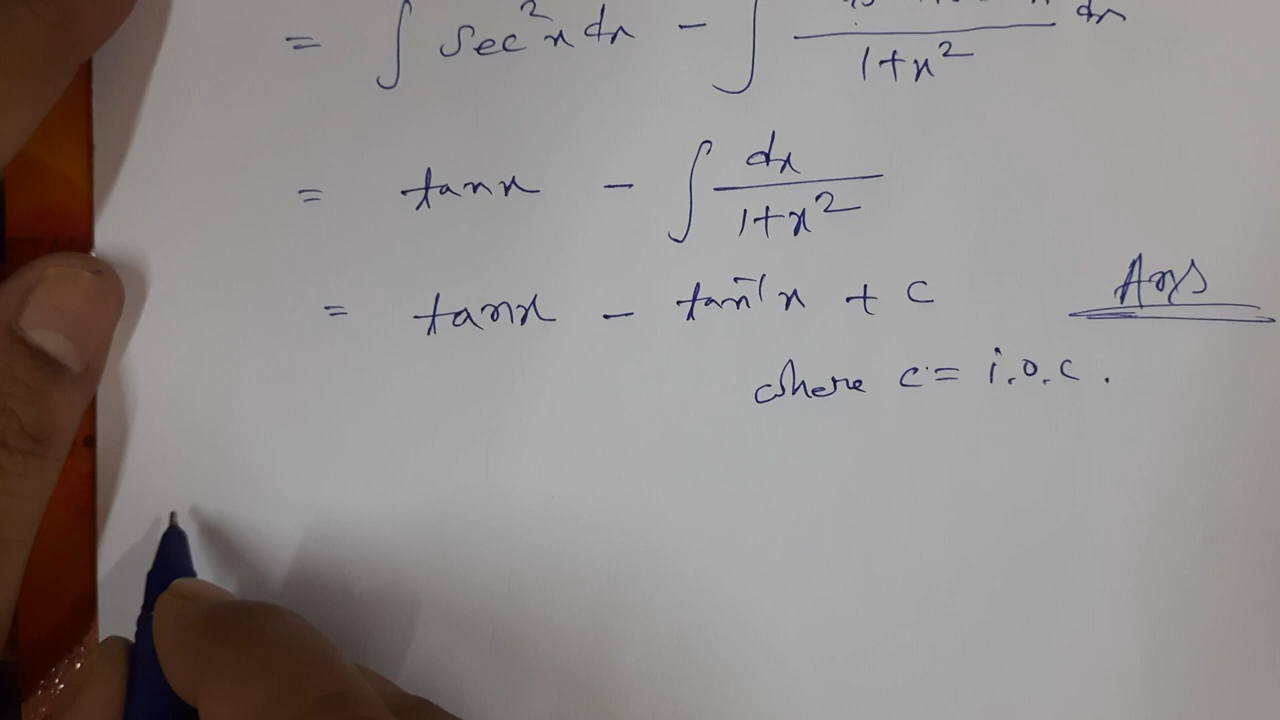 = ∫ sec²x dx − ∫ / 1+x² dx
= tanx − ∫ dx / 1+x²
= tanx − tan⁻¹x + c Ans
where c = i.o.c.